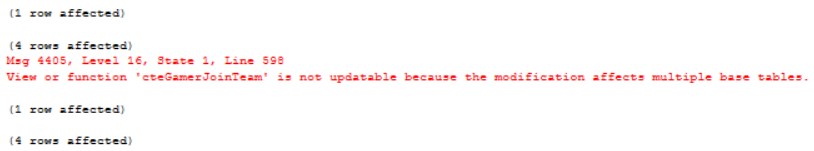 (1 row affected)
(4 rows affected)
Msg 4405, Level 16, State 1, Line 598
View or function 'cteGamerJoinTeam' is not updatable because the modification affects multiple base tables.
(1 row affected)
(4 rows affected)